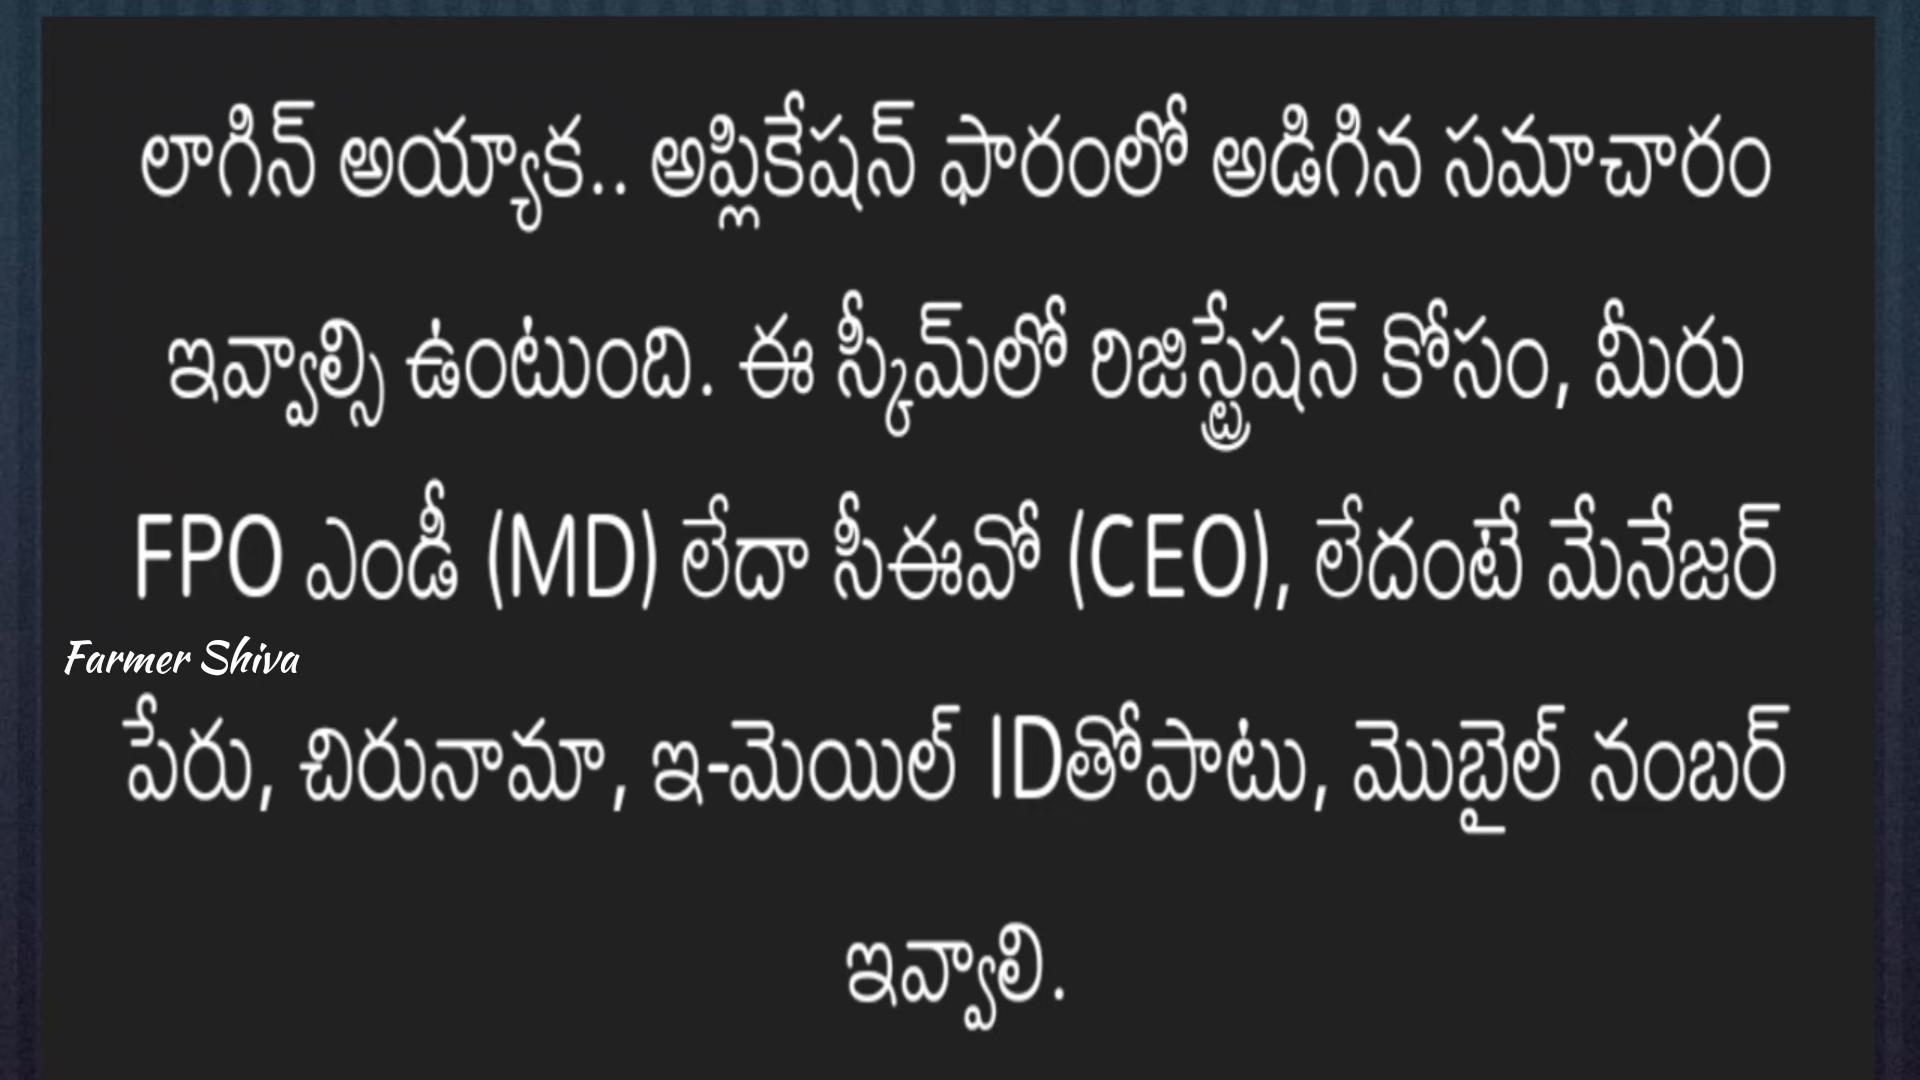 లాగిన్ అయ్యాక.. అప్లికేషన్ ఫారంలో అడిగిన సమాచారం
ఇవ్వాల్సి ఉంటుంది. ఈ స్కీమ్‌లో రిజిస్ట్రేషన్ కోసం, మీరు
FPO ఎండీ (MD) లేదా సీఈవో (CEO), లేదంటే మేనేజర్
Farmer Shiva
పేరు, చిరునామా, ఇ-మెయిల్ IDతోపాటు, మొబైల్ నంబర్
ఇవ్వాలి.